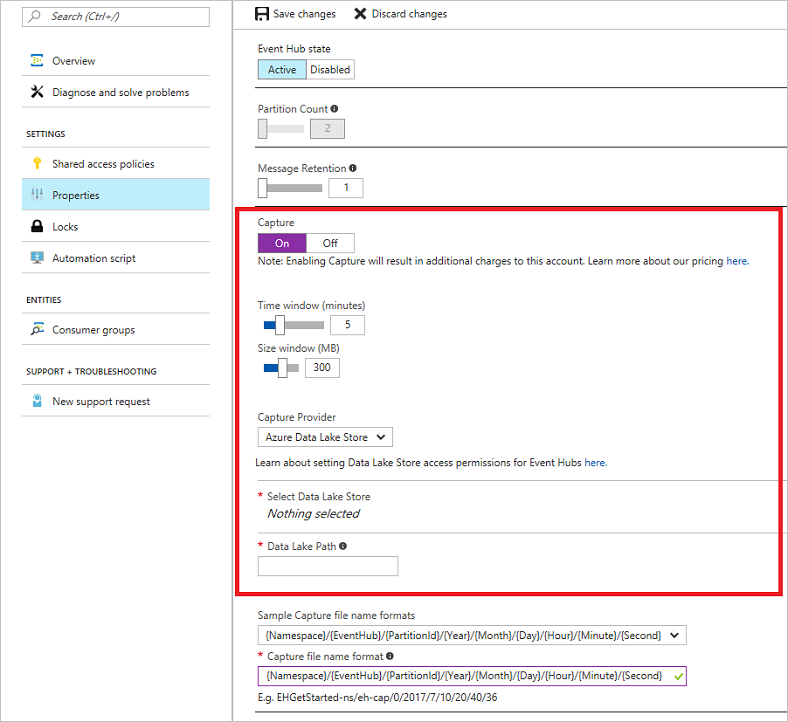 Search (Ctrl+/)
Overview
Diagnose and solve problems
SETTINGS
Shared access policies
Properties
Locks
Automation script
ENTITIES
Consumer groups
SUPPORT + TROUBLESHOOTING
New support request
Save changes Discard changes
Event Hub state
Active Disabled
Partition Count
2
Message Retention
1
Capture
On Off
Note: Enabling Capture will result in additional charges to this account. Learn more about our pricing here.
Time window (minutes)
5
Size window (MB)
300
Capture Provider
Azure Data Lake Store
Learn about setting Data Lake Store access permissions for Event Hubs here.
* Select Data Lake Store
Nothing selected
* Data Lake Path
Sample Capture file name formats
{Namespace}/{EventHub}/{PartitionId}/{Year}/{Month}/{Day}/{Hour}/{Minute}/{Second}
* Capture file name format
{Namespace}/{EventHub}/{PartitionId}/{Year}/{Month}/{Day}/{Hour}/{Minute}/{Second}
E.g. EHGetStarted-ns/eh-cap/0/2017/7/10/20/40/36